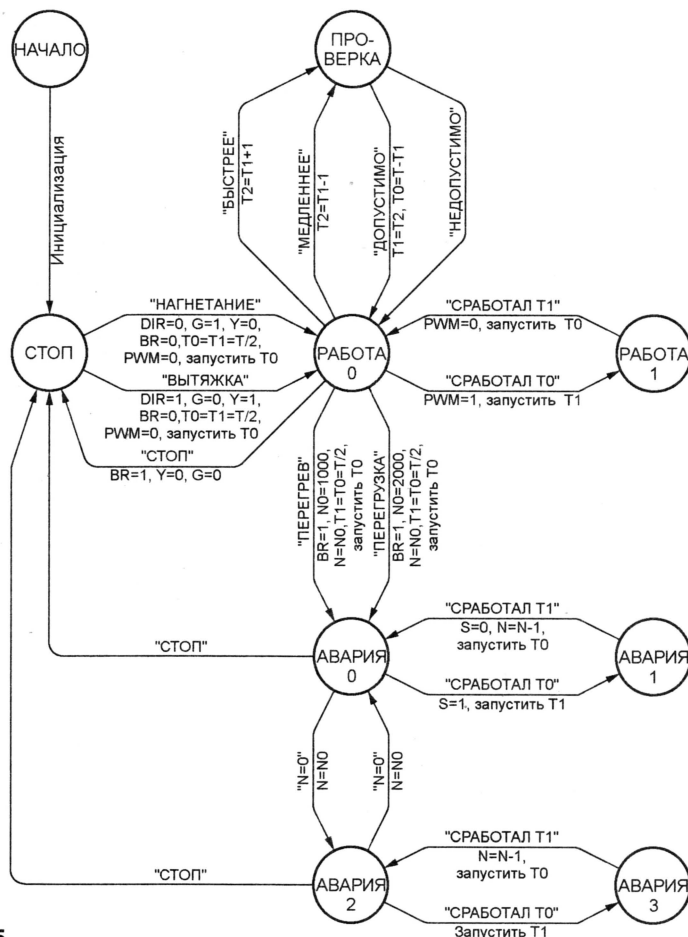 НАЧАЛО
ПРО-
ВЕРКА
Инициализация
"БЫСТРЕЕ"
T2=T1+1
"МЕДЛЕННЕЕ"
T2=T1-1
"ДОПУСТИМО"
T1=T2, T0=T-T1
"НЕДОПУСТИМО"
СТОП
"НАГНЕТАНИЕ"
DIR=0, G=1, Y=0,
BR=0,T0=T1=T/2,
PWM=0, запустить T0
"ВЫТЯЖКА"
DIR=1, G=0, Y=1,
BR=0,T0=T1=T/2,
PWM=0, запустить T0
"СТОП"
BR=1, Y=0, G=0
РАБОТА
0
"СРАБОТАЛ T1"
PWM=0, запустить T0
"СРАБОТАЛ T0"
PWM=1, запустить T1
РАБОТА
1
"ПЕРЕГРЕВ"
BR=1, N0=1000,
N=N0,T1=T0=T/2,
запустить T0
"ПЕРЕГРУЗКА"
BR=1, N0=2000,
N=N0,T1=T0=T/2,
запустить T0
"СТОП"
АВАРИЯ
0
"СРАБОТАЛ T1"
S=0, N=N-1,
запустить T0
"СРАБОТАЛ T0"
S=1, запустить T1
АВАРИЯ
1
"N=0"
N=N0
"N=0"
N=N0
"СТОП"
АВАРИЯ
2
"СРАБОТАЛ T1"
N=N-1,
запустить T0
"СРАБОТАЛ T0"
Запустить T1
АВАРИЯ
3